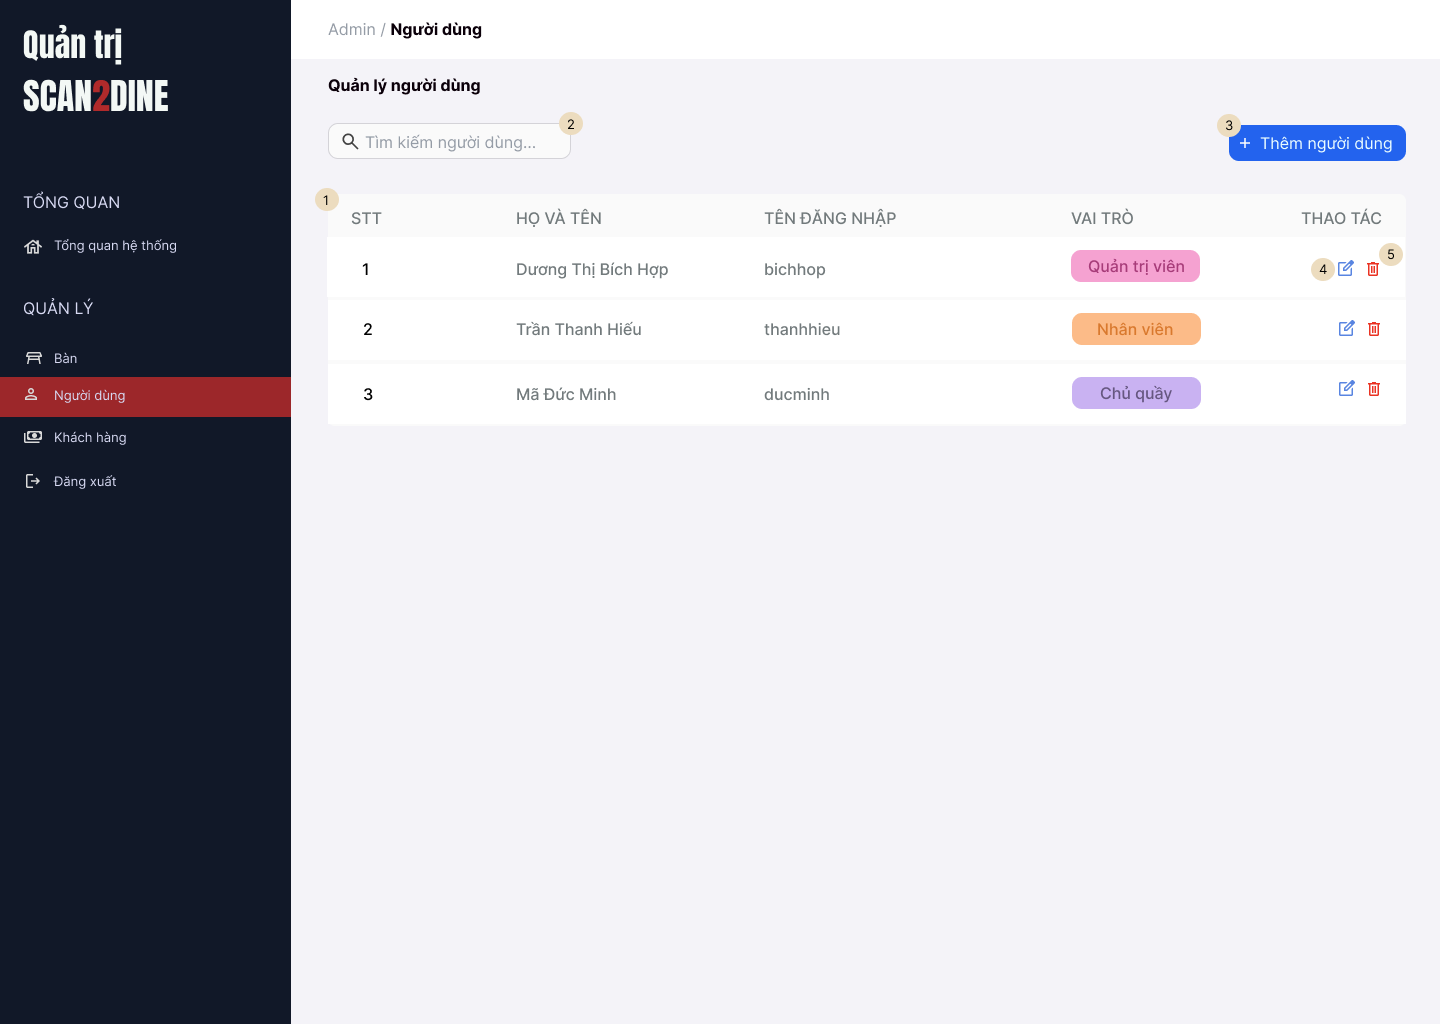 Quản trị
SCAN2DINE
TỔNG QUAN
Tổng quan hệ thống
QUẢN LÝ
Bàn
Người dùng
Khách hàng
Đăng xuất
Admin / Người dùng
Quản lý người dùng
Tìm kiếm người dùng...
2
3
+ Thêm người dùng
1
STT HỌ VÀ TÊN TÊN ĐĂNG NHẬP VAI TRÒ THAO TÁC
1 Dương Thị Bích Hợp bichhop Quản trị viên 4 5
2 Trần Thanh Hiếu thanhhieu Nhân viên
3 Mã Đức Minh ducminh Chủ quầy